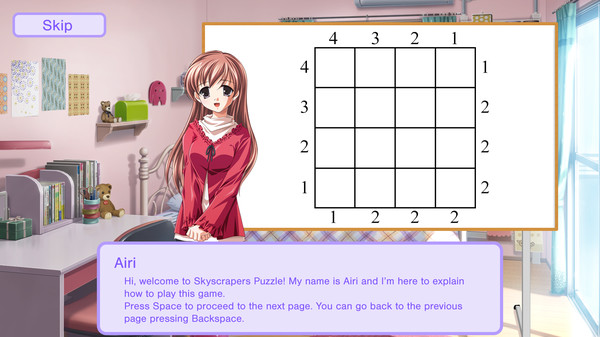 Skip
4 3 2 1
4 1
3 2
2 2
1 2
1 2 2 2
Airi
Hi, welcome to Skyscrapers Puzzle! My name is Airi and I'm here to explain
how to play this game.
Press Space to proceed to the next page. You can go back to the previous
page pressing Backspace.